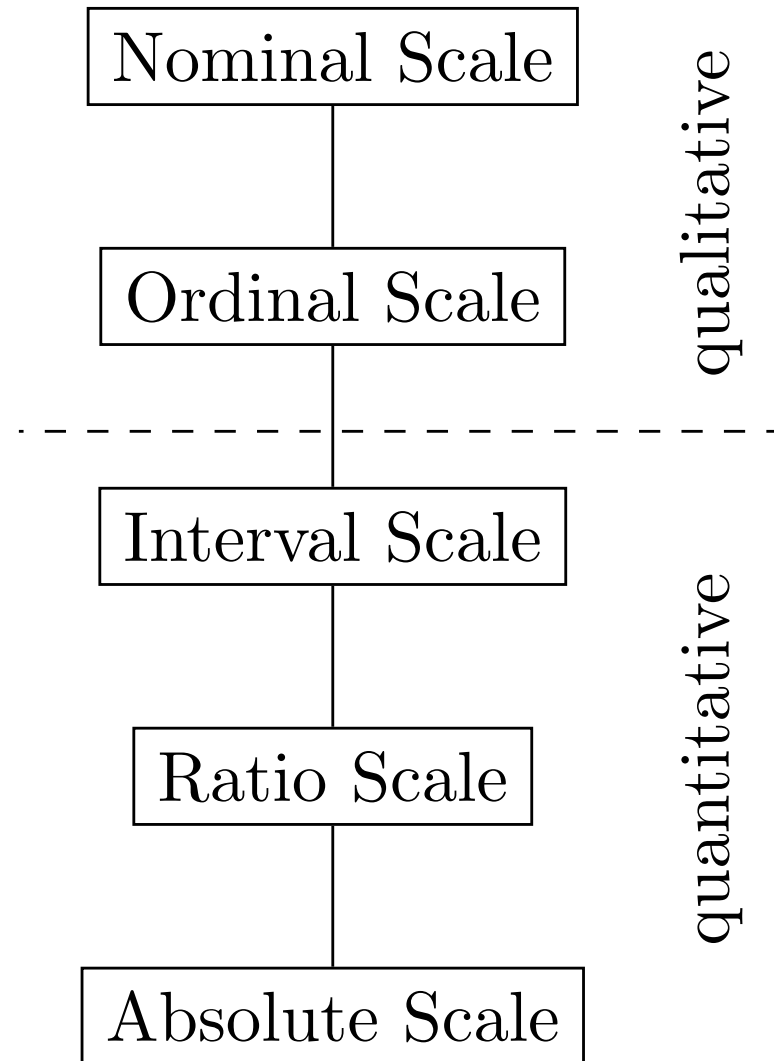 Nominal Scale
Ordinal Scale
qualitative
Interval Scale
Ratio Scale
Absolute Scale
quantitative